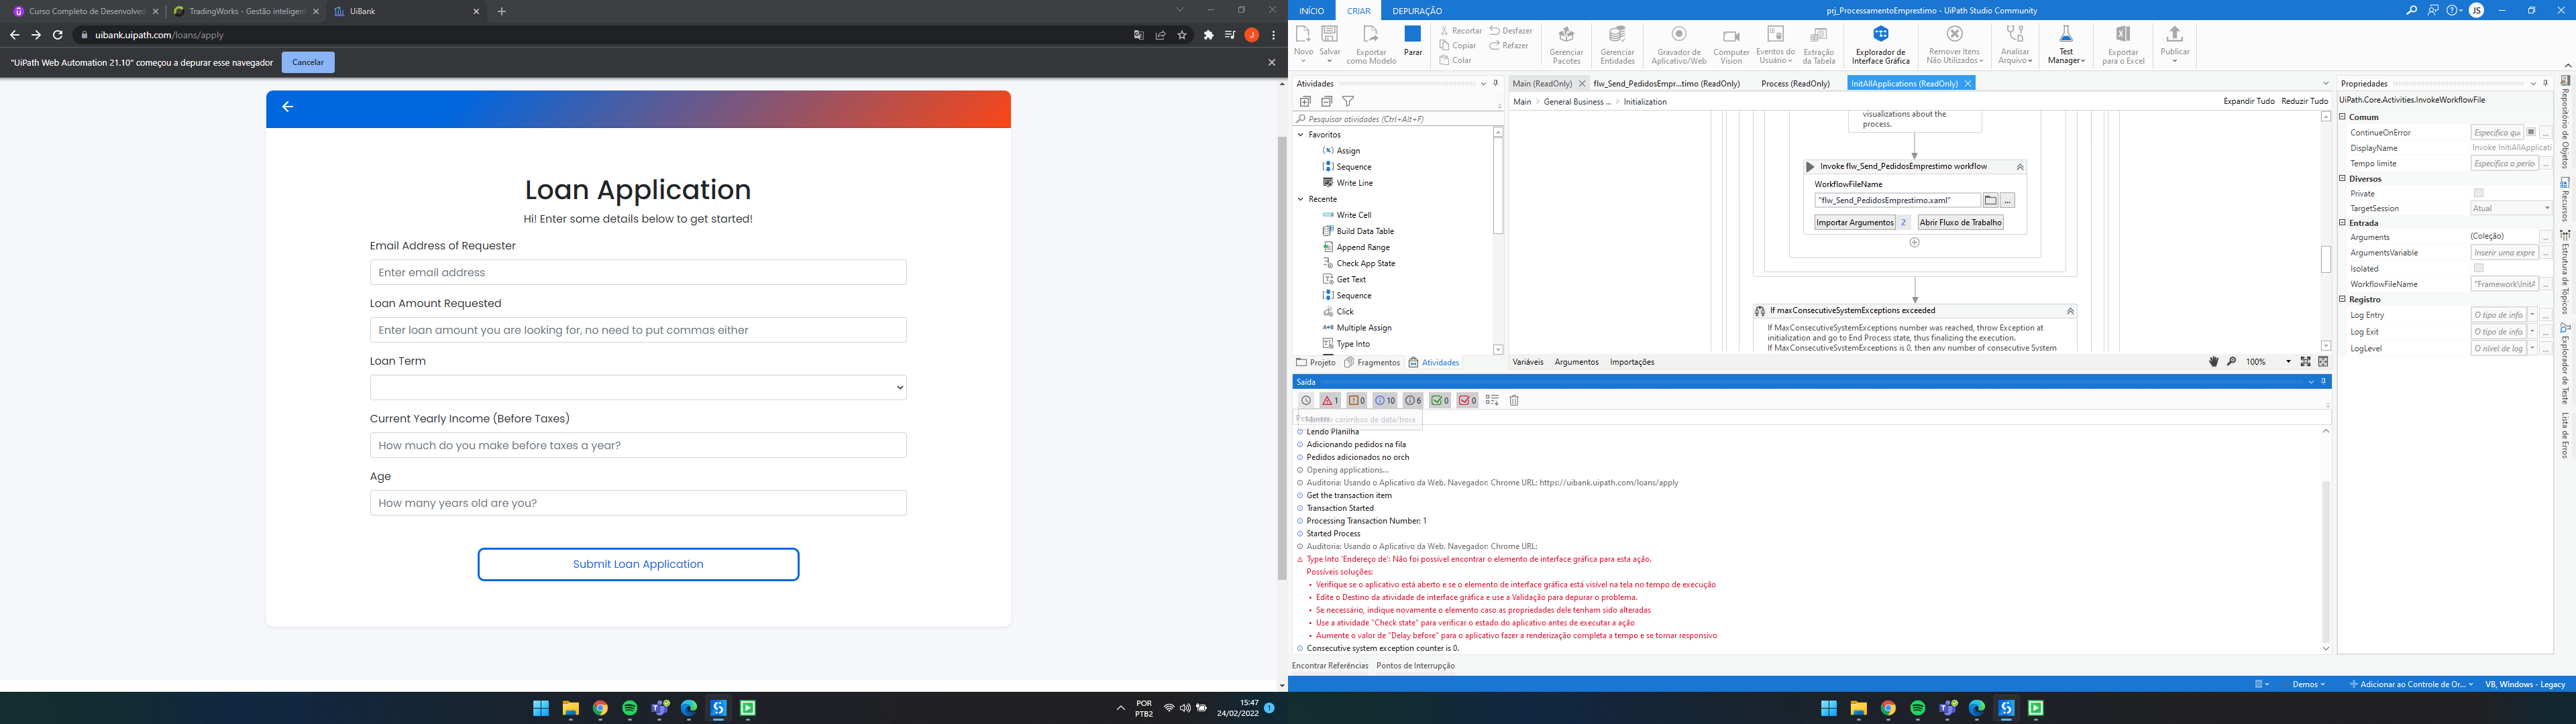 Curso Completo de Desenvolved
TradingWorks - Gestão inteligen
UiBank
uibank.uipath.com/loans/apply
"UiPath Web Automation 21.10" começou a depurar esse navegador
Cancelar
Loan Application
Hi! Enter some details below to get started!
Email Address of Requester
Enter email address
Loan Amount Requested
Enter loan amount you are looking for, no need to put commas either
Loan Term
Current Yearly Income (Before Taxes)
How much do you make before taxes a year?
Age
How many years old are you?
Submit Loan Application
POR
PTB2
15:47
24/02/2022
1
INÍCIO
CRIAR
DEPURAÇÃO
prj_ProcessamentoEmprestimo - UiPath Studio Community
JS
Novo
Salvar
Exportar
como Modelo
Parar
Recortar
Copiar
Colar
Desfazer
Refazer
Gerenciar
Pacotes
Gerenciar
Entidades
Gravador de
Aplicativo/Web
Computer
Vision
Eventos do
Usuário
Extração
da Tabela
Explorador de
Interface Gráfica
Remover Itens
Não Utilizados
Analisar
Arquivo
Test
Manager
Exportar
para o Excel
Publicar
Atividades
Pesquisar atividades (Ctrl+Alt+F)
Favoritos
Assign
Sequence
Write Line
Recente
Write Cell
Build Data Table
Append Range
Check App State
Get Text
Sequence
Click
Multiple Assign
Type Into
Projeto
Fragmentos
Atividades
Main (ReadOnly)
flw_Send_PedidosEmpr...timo (ReadOnly)
Process (ReadOnly)
InitAllApplications (ReadOnly)
Main
General Business ...
Initialization
Expandir Tudo
Reduzir Tudo
visualizations about the
process.
Invoke flw_Send_PedidosEmprestimo workflow
WorkflowFileName
"flw_Send_PedidosEmprestimo.xaml"
...
Importar Argumentos
2
Abrir Fluxo de Trabalho
If maxConsecutiveSystemExceptions exceeded
If MaxConsecutiveSystemExceptions number was reached, throw Exception at
initialization and go to End Process state, thus finalizing the execution.
If MaxConsecutiveSystemExceptions is 0, then any number of consecutive System
Variáveis
Argumentos
Importações
100%
Saída
1
0
10
6
0
0
Mostrar carimbos de data/hora
Lendo Planilha
Adicionando pedidos na fila
Pedidos adicionados no orch
Opening applications...
Auditoria: Usando o Aplicativo da Web. Navegador: Chrome URL: https://uibank.uipath.com/loans/apply
Get the transaction item
Transaction Started
Processing Transaction Number: 1
Started Process
Auditoria: Usando o Aplicativo da Web. Navegador: Chrome URL:
Type Into 'Endereço de': Não foi possível encontrar o elemento de interface gráfica para esta ação.
Possíveis soluções:
• Verifique se o aplicativo está aberto e se o elemento de interface gráfica está visível na tela no tempo de execução
• Edite o Destino da atividade de interface gráfica e use a Validação para depurar o problema.
• Se necessário, indique novamente o elemento caso as propriedades dele tenham sido alteradas
• Use a atividade "Check state" para verificar o estado do aplicativo antes de executar a ação
• Aumente o valor de "Delay before" para o aplicativo fazer a renderização completa a tempo e se tornar responsivo
Consecutive system exception counter is 0.
Encontrar Referências
Pontos de Interrupção
Propriedades
UiPath.Core.Activities.InvokeWorkflowFile
Comum
ContinueOnError
Especifica qu
DisplayName
Invoke InitiAllApplicati
Tempo limite
Especifica o perío
Diversos
Private
TargetSession
Atual
Entrada
Arguments
(Coleção)
ArgumentsVariable
Inserir uma expre
Isolated
WorkflowFileName
"Framework\InitA
Registro
Log Entry
O tipo de info
Log Exit
O tipo de info
LogLevel
O nível de log
Repositório de Objetos
Recursos
Estrutura de Tópicos
Explorador de Teste
Lista de Erros
Demos
Adicionar ao Controle de Or...
VB, Windows - Legacy